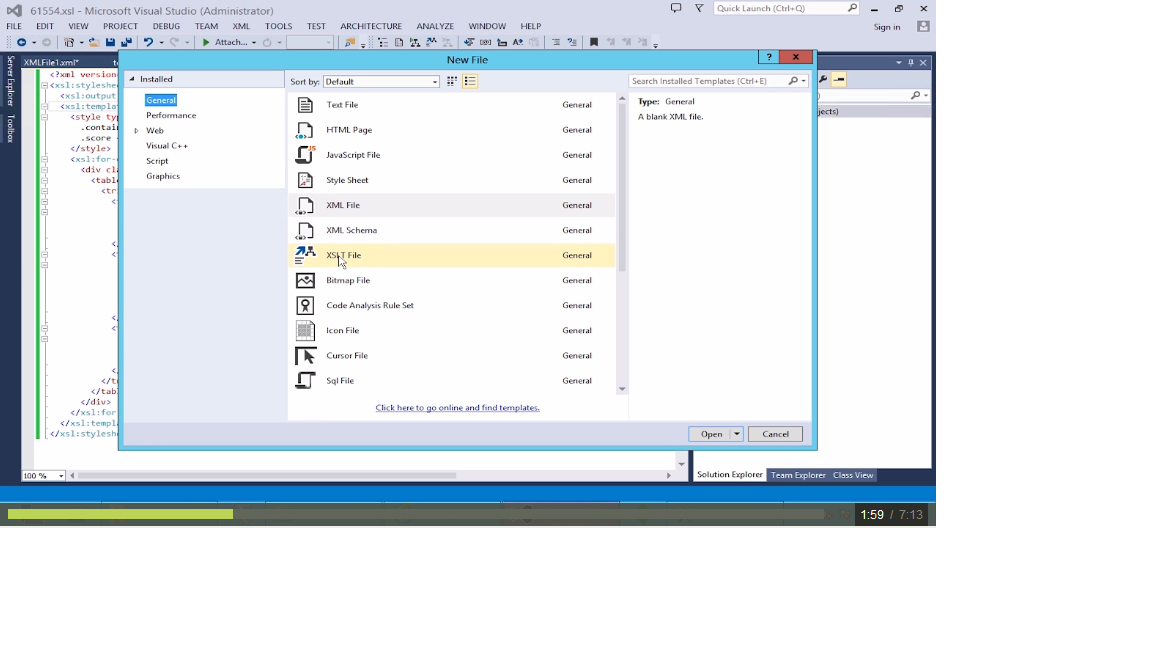 61554.xsl - Microsoft Visual Studio (Administrator)
Quick Launch (Ctrl+Q)
FILE EDIT VIEW PROJECT DEBUG TEAM XML TOOLS TEST ARCHITECTURE ANALYZE WINDOW HELP
Sign in
Attach...
Server Explorer
Toolbox
XMLFile1.xml*
New File
? x
Installed
General
Performance
Web
Visual C++
Script
Graphics
Sort by: Default
Search Installed Templates (Ctrl+E)
Text File General
HTML Page General
JavaScript File General
Style Sheet General
XML File General
XML Schema General
XSLT File General
Bitmap File General
Code Analysis Rule Set General
Icon File General
Cursor File General
Sql File General
Click here to go online and find templates.
Type: General
A blank XML file.
Open
Cancel
<?xml version
<xsl:styleshe
<xsl:output
<xsl:templa
<style typ
.contain
.score
</style>
<xsl:for-
<div cla
<table
<tr
<t
</
<t
</
<t
</
</t
</tab
</div>
</xsl:for
</xsl:templ
</xsl:stylesh
jects)
100 %
Solution Explorer Team Explorer Class View
1:59 / 7:13